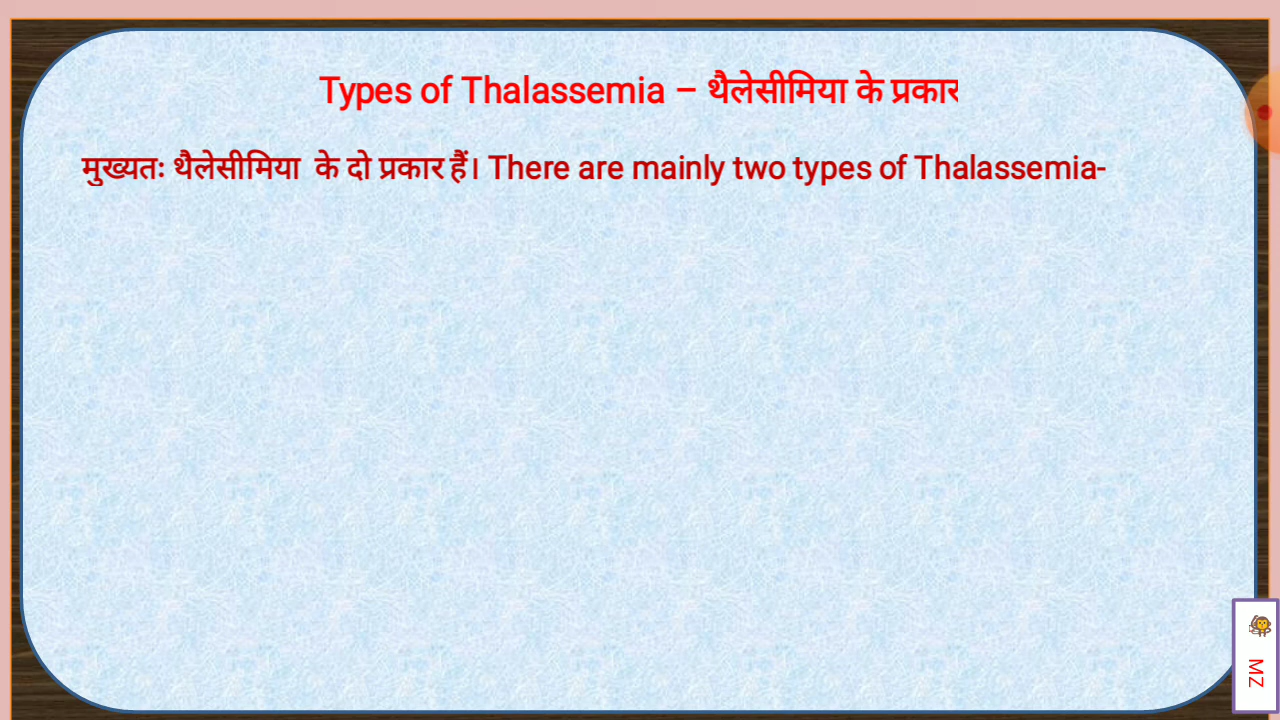 Types of Thalassemia – थैलेसीमिया के प्रकार
मुख्यतः थैलेसीमिया के दो प्रकार हैं। There are mainly two types of Thalassemia-
MZ